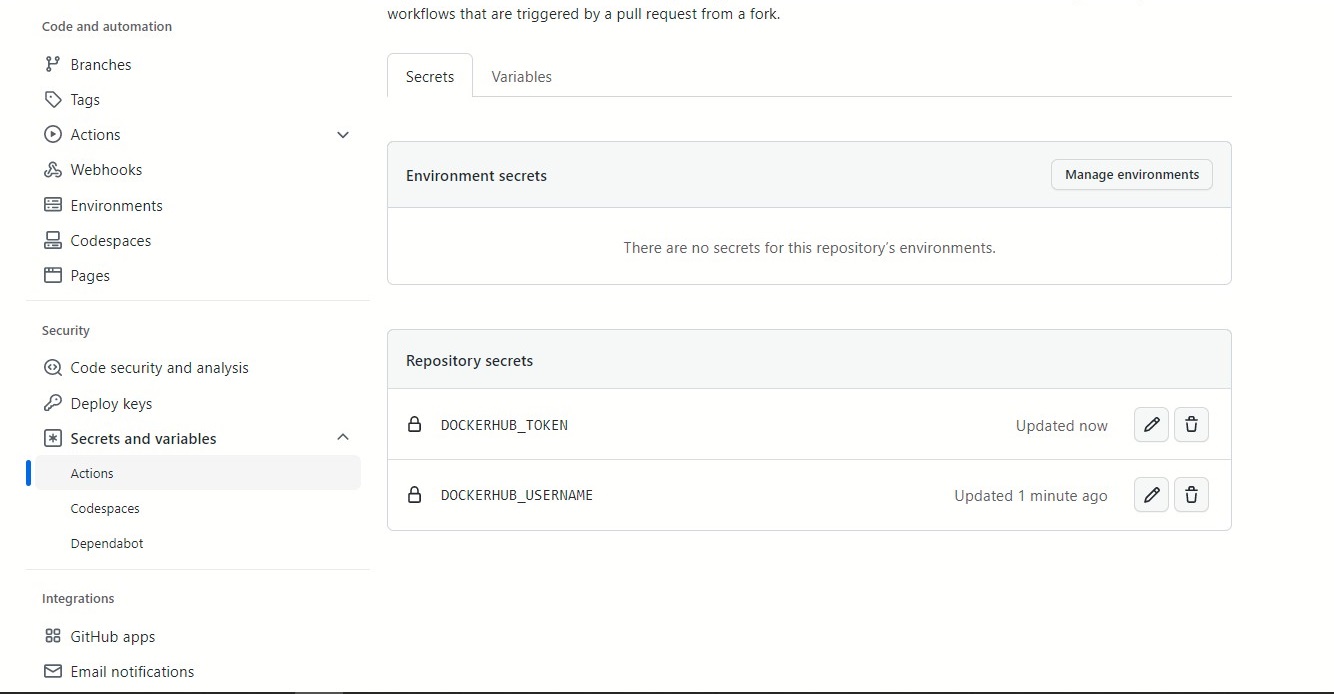 Code and automation
Branches
Tags
Actions
Webhooks
Environments
Codespaces
Pages
Security
Code security and analysis
Deploy keys
Secrets and variables
Actions
Codespaces
Dependabot
Integrations
GitHub apps
Email notifications
workflows that are triggered by a pull request from a fork.
Secrets
Variables
Environment secrets
Manage environments
There are no secrets for this repository's environments.
Repository secrets
DOCKERHUB_TOKEN
Updated now
DOCKERHUB_USERNAME
Updated 1 minute ago